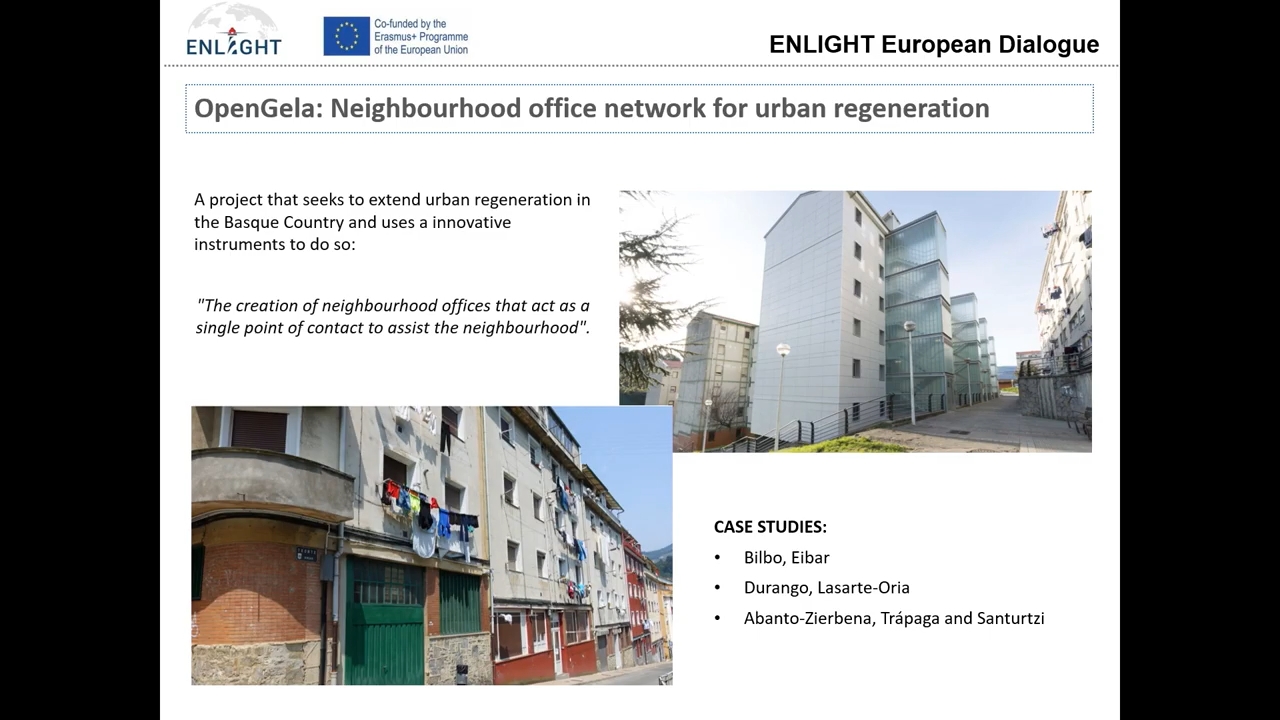 ENLIGHT
Co-funded by the
Erasmus+ Programme
of the European Union
ENLIGHT European Dialogue
OpenGela: Neighbourhood office network for urban regeneration
A project that seeks to extend urban regeneration in
the Basque Country and uses a innovative
instruments to do so:
"The creation of neighbourhood offices that act as a
single point of contact to assist the neighbourhood".
CASE STUDIES:
• Bilbo, Eibar
• Durango, Lasarte-Oria
• Abanto-Zierbena, Trápaga and Santurtzi